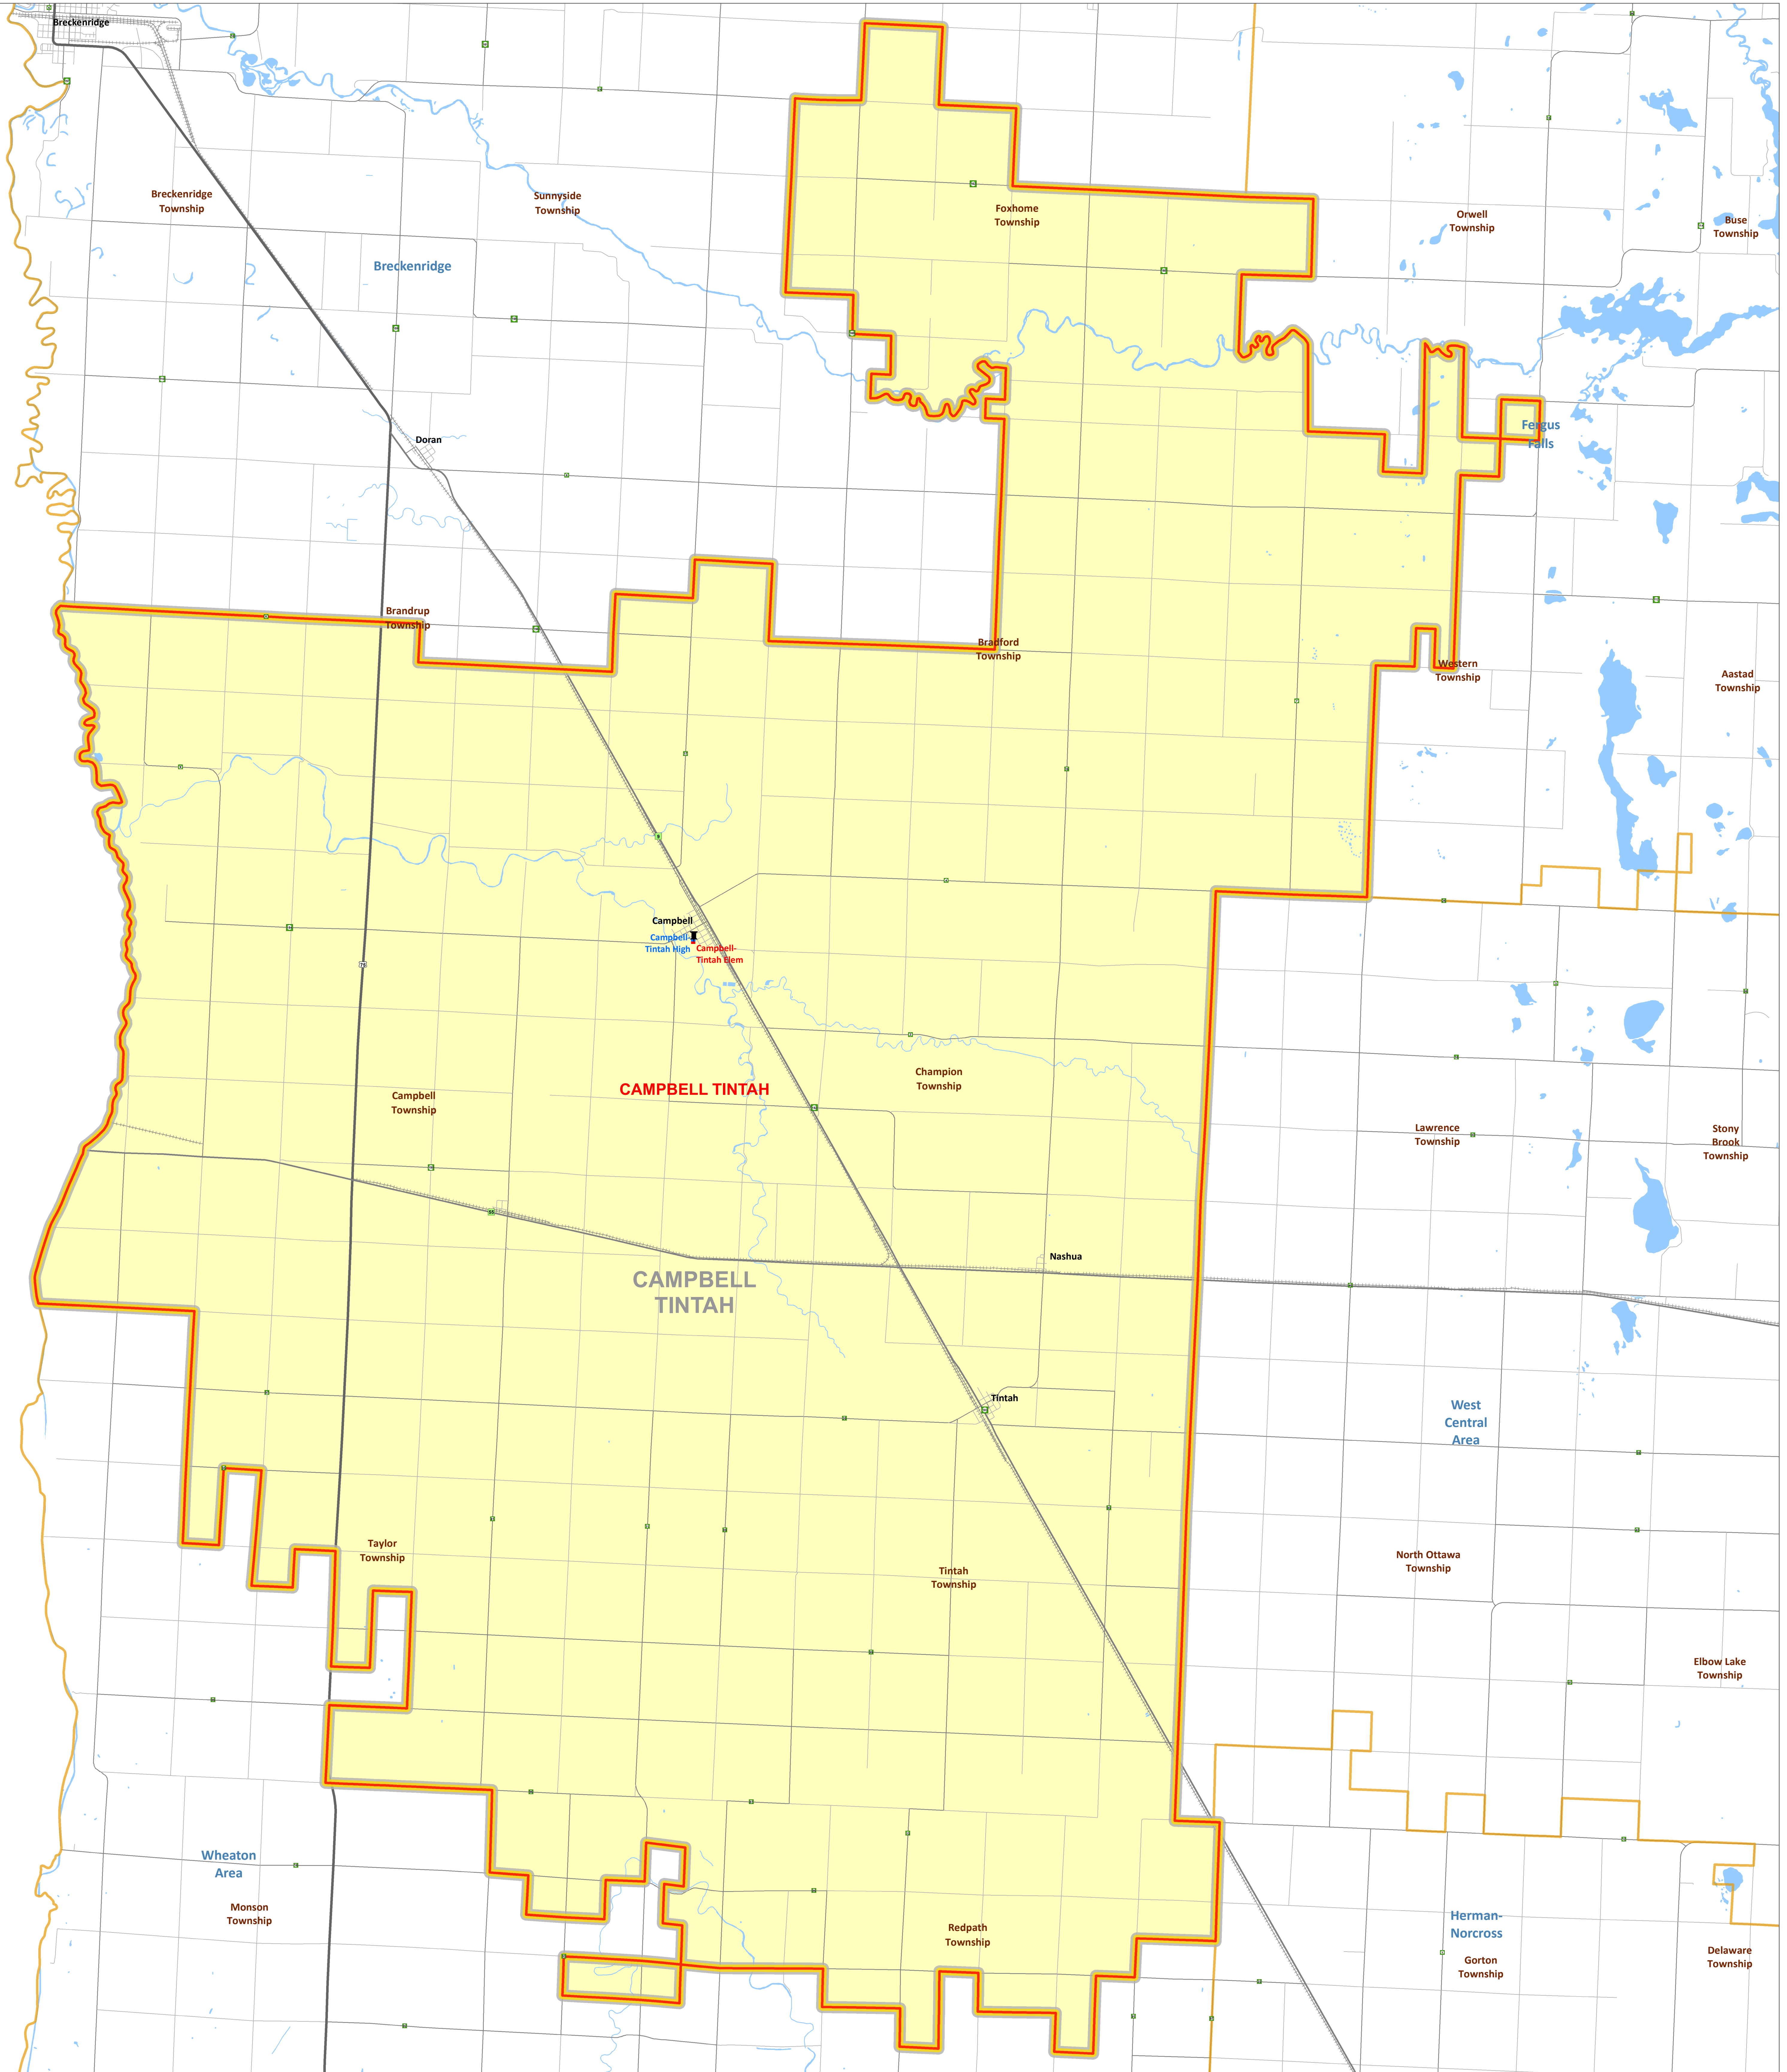 Breckenridge
Breckenridge
Township
Sunnyside
Township
Foxhome
Township
Orwell
Township
Buse
Township
Breckenridge
Doran
Fergus
Falls
Brandrup
Township
Bradford
Township
Western
Township
Aastad
Township
Campbell
Campbell-
Tintah High
Campbell-
Tintah Elem
CAMPBELL TINTAH
Champion
Township
Campbell
Township
Lawrence
Township
Stony
Brook
Township
Nashua
CAMPBELL
TINTAH
Tintah
West
Central
Area
Taylor
Township
Tintah
Township
North Ottawa
Township
Elbow Lake
Township
Wheaton
Area
Monson
Township
Redpath
Township
Herman-
Norcross
Gorton
Township
Delaware
Township